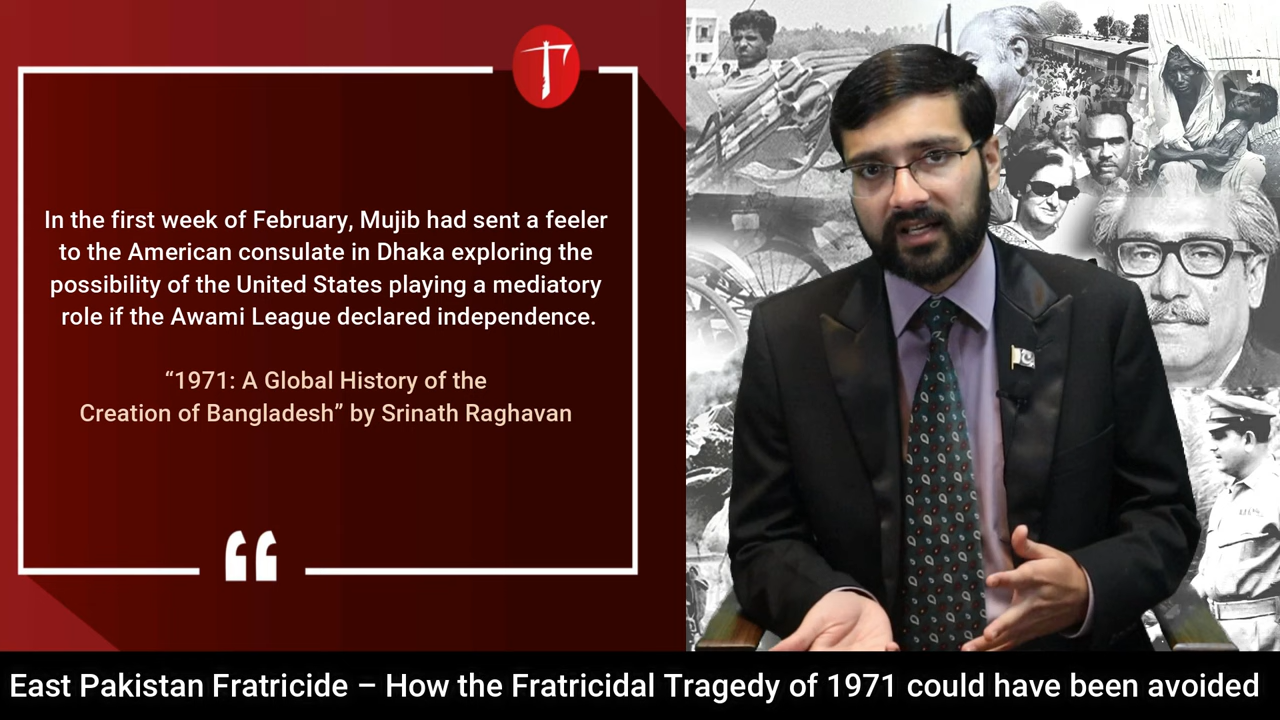 In the first week of February, Mujib had sent a feeler
to the American consulate in Dhaka exploring the
possibility of the United States playing a mediatory
role if the Awami League declared independence.
“1971: A Global History of the
Creation of Bangladesh” by Srinath Raghavan
East Pakistan Fratricide – How the Fratricidal Tragedy of 1971 could have been avoided